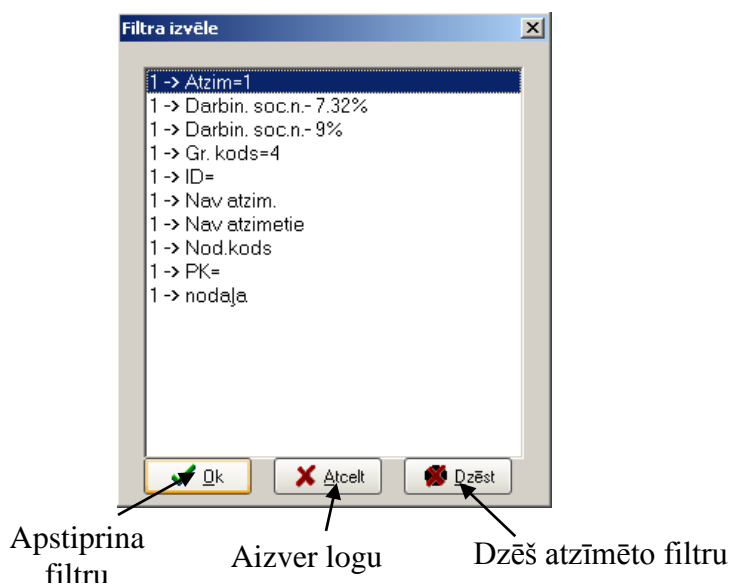 Filtra izvēle
1 -> Atzim=1
1 -> Darbin. soc.n.- 7.32%
1 -> Darbin. soc.n.- 9%
1 -> Gr. kods=4
1 -> ID=
1 -> Nav atzim.
1 -> Nav atzimetie
1 -> Nod.kods
1 -> PK=
1 -> nodaļa
Ok Atcelt Dzēst
Apstiprina
filtru
Aizver logu
Dzēš atzīmēto filtru